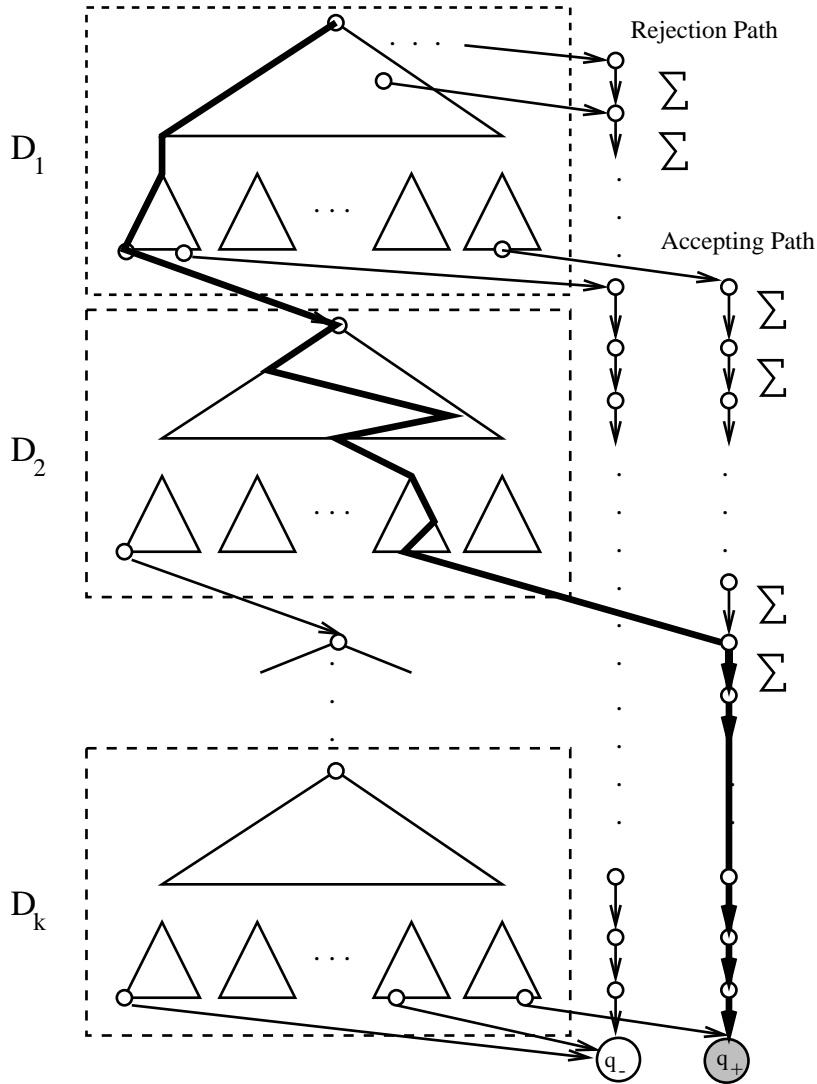 Rejection Path
. . .
Σ
D1
Σ
. . .
Accepting Path
Σ
Σ
D2
. . .
Σ
Σ
Dk
. . .
q-
q+